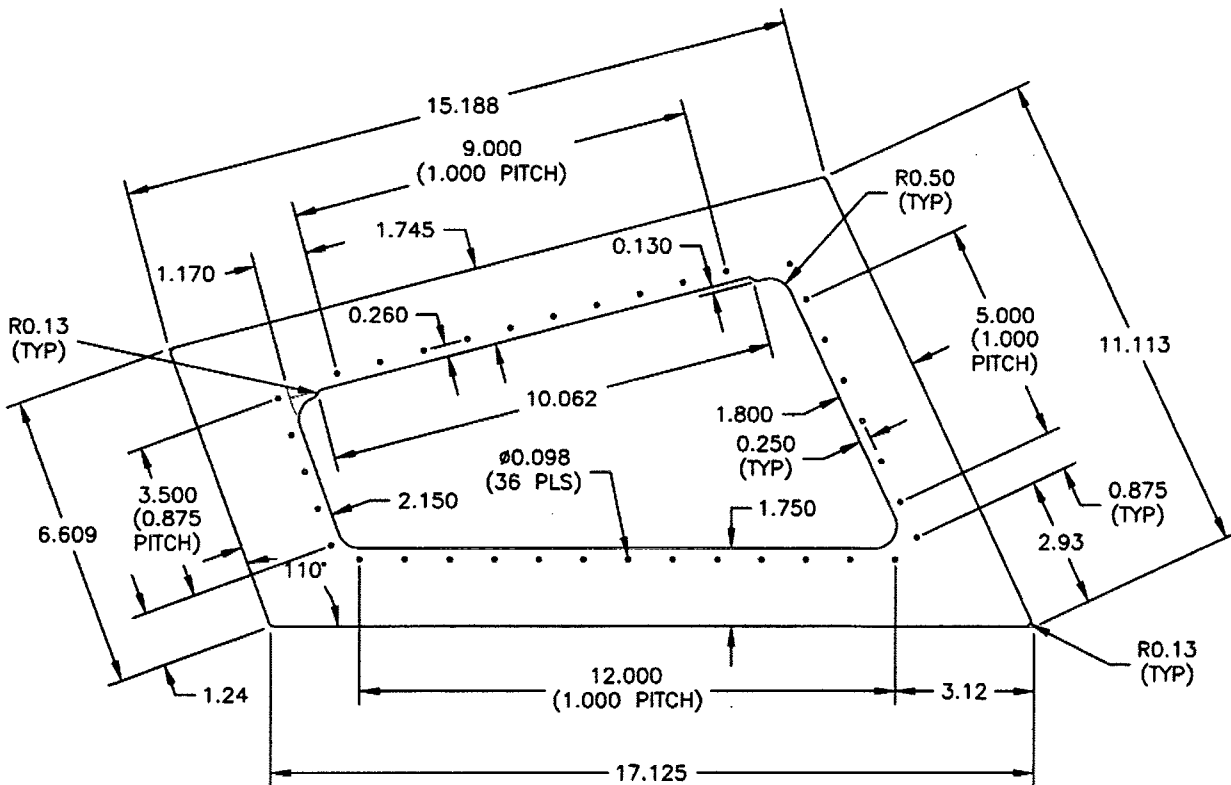 15.188
9.000
(1.000 PITCH)
R0.50
(TYP)
1.745
0.130
1.170
0.260
R0.13
(TYP)
5.000
(1.000
PITCH)
11.113
10.062
1.800
0.250
(TYP)
ø0.098
(36 PLS)
3.500
(0.875
PITCH)
2.150
1.750
0.875
(TYP)
6.609
2.93
110°
R0.13
(TYP)
1.24
12.000
(1.000 PITCH)
3.12
17.125